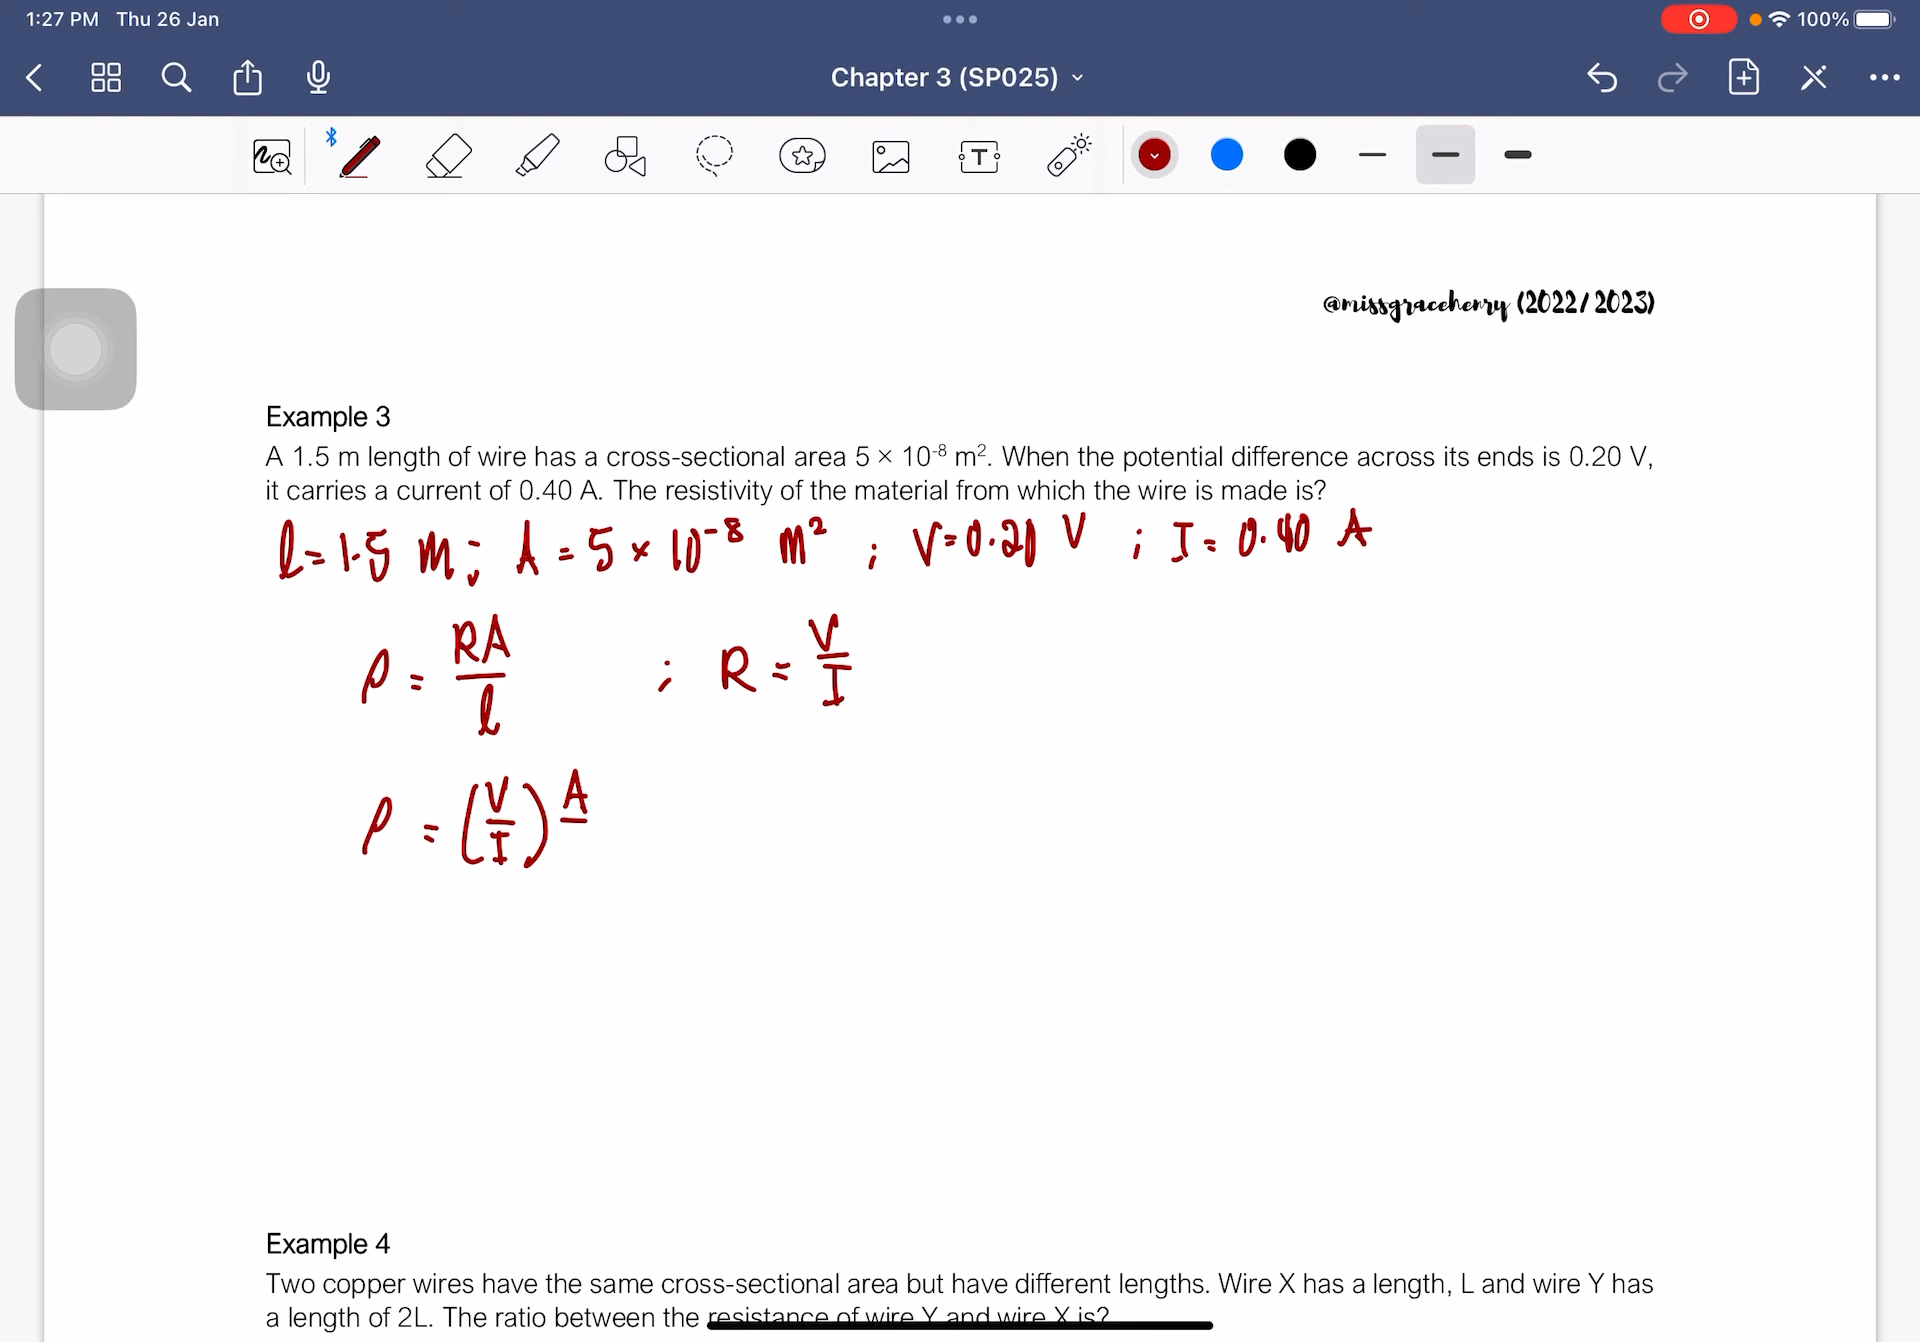 1:27 PM Thu 26 Jan
100%
Chapter 3 (SP025)
T
@missgracehenry (2022/2023)
Example 3
A 1.5 m length of wire has a cross-sectional area 5 × 10⁻⁸ m². When the potential difference across its ends is 0.20 V,
it carries a current of 0.40 A. The resistivity of the material from which the wire is made is?
l = 1.5 m ; A = 5 × 10⁻⁸ m² ; V = 0.20 V ; I = 0.40 A
ρ = RA/l ; R = V/I
ρ = (V/I) A
Example 4
Two copper wires have the same cross-sectional area but have different lengths. Wire X has a length, L and wire Y has
a length of 2L. The ratio between the resistance of wire Y and wire X is?